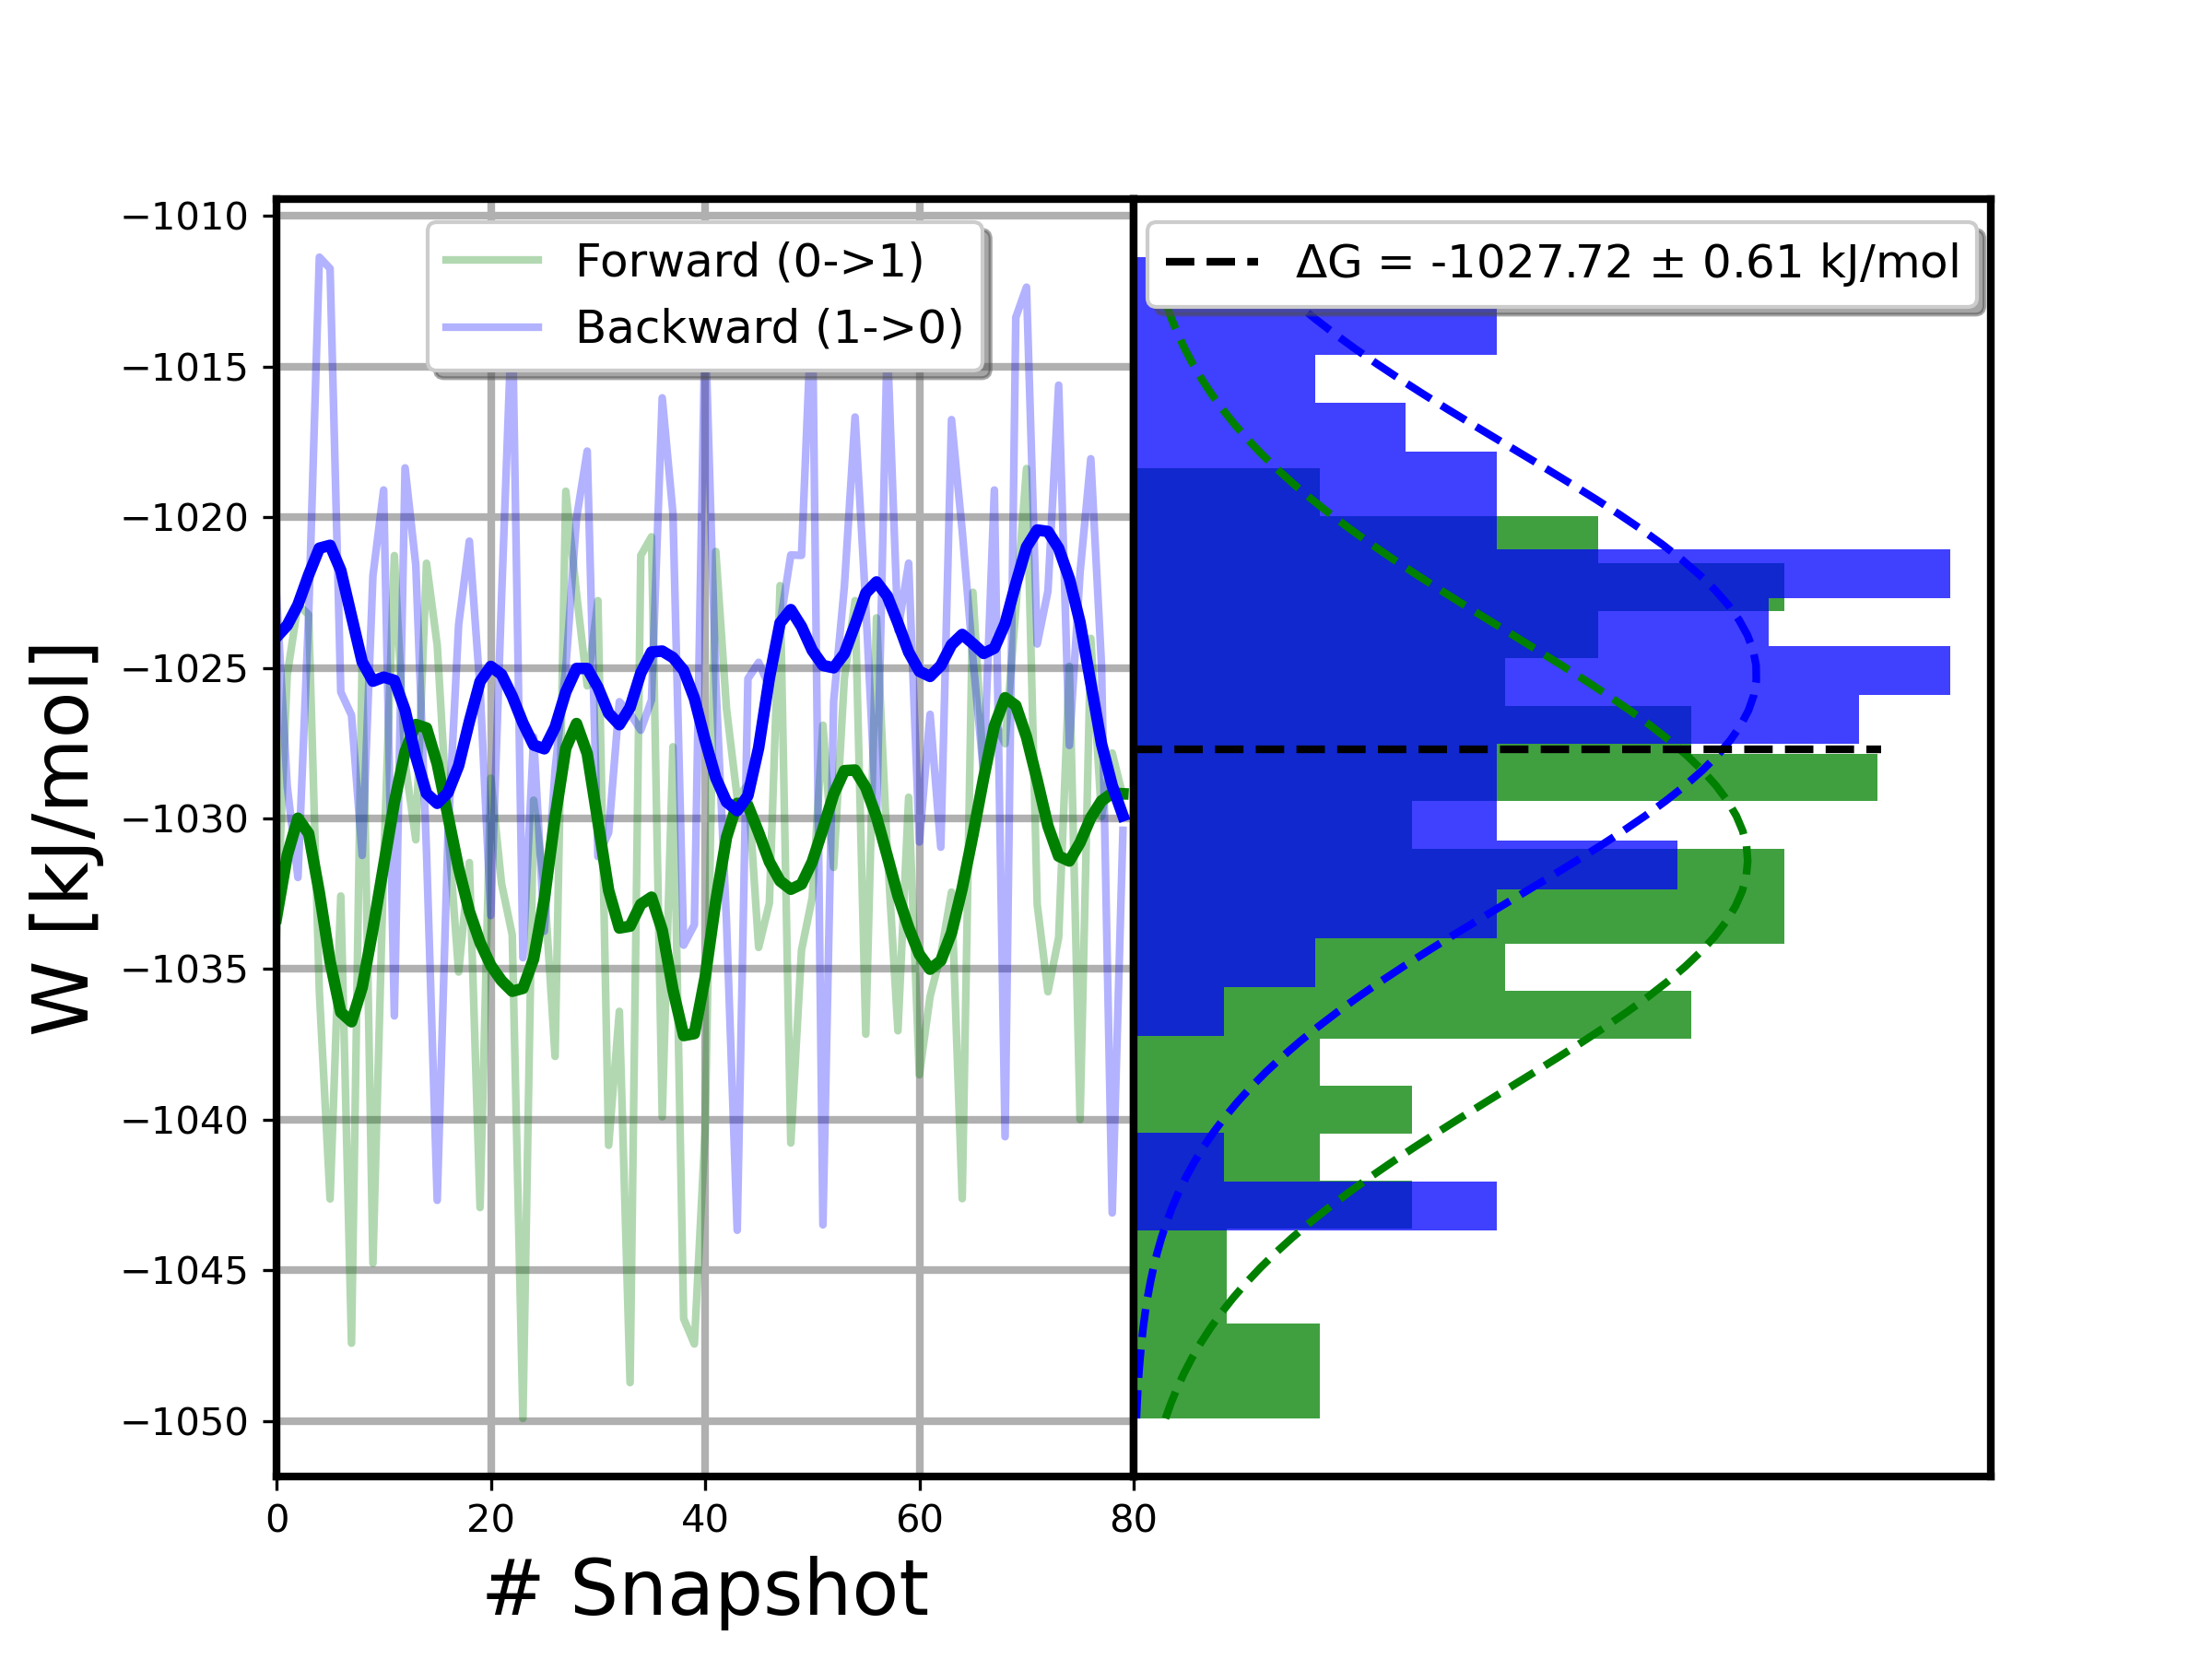 Forward (0->1)
Backward (1->0)
ΔG = -1027.72 ± 0.61 kJ/mol
W [kJ/mol]
−1010
−1015
−1020
−1025
−1030
−1035
−1040
−1045
−1050
0 20 40 60 80
# Snapshot